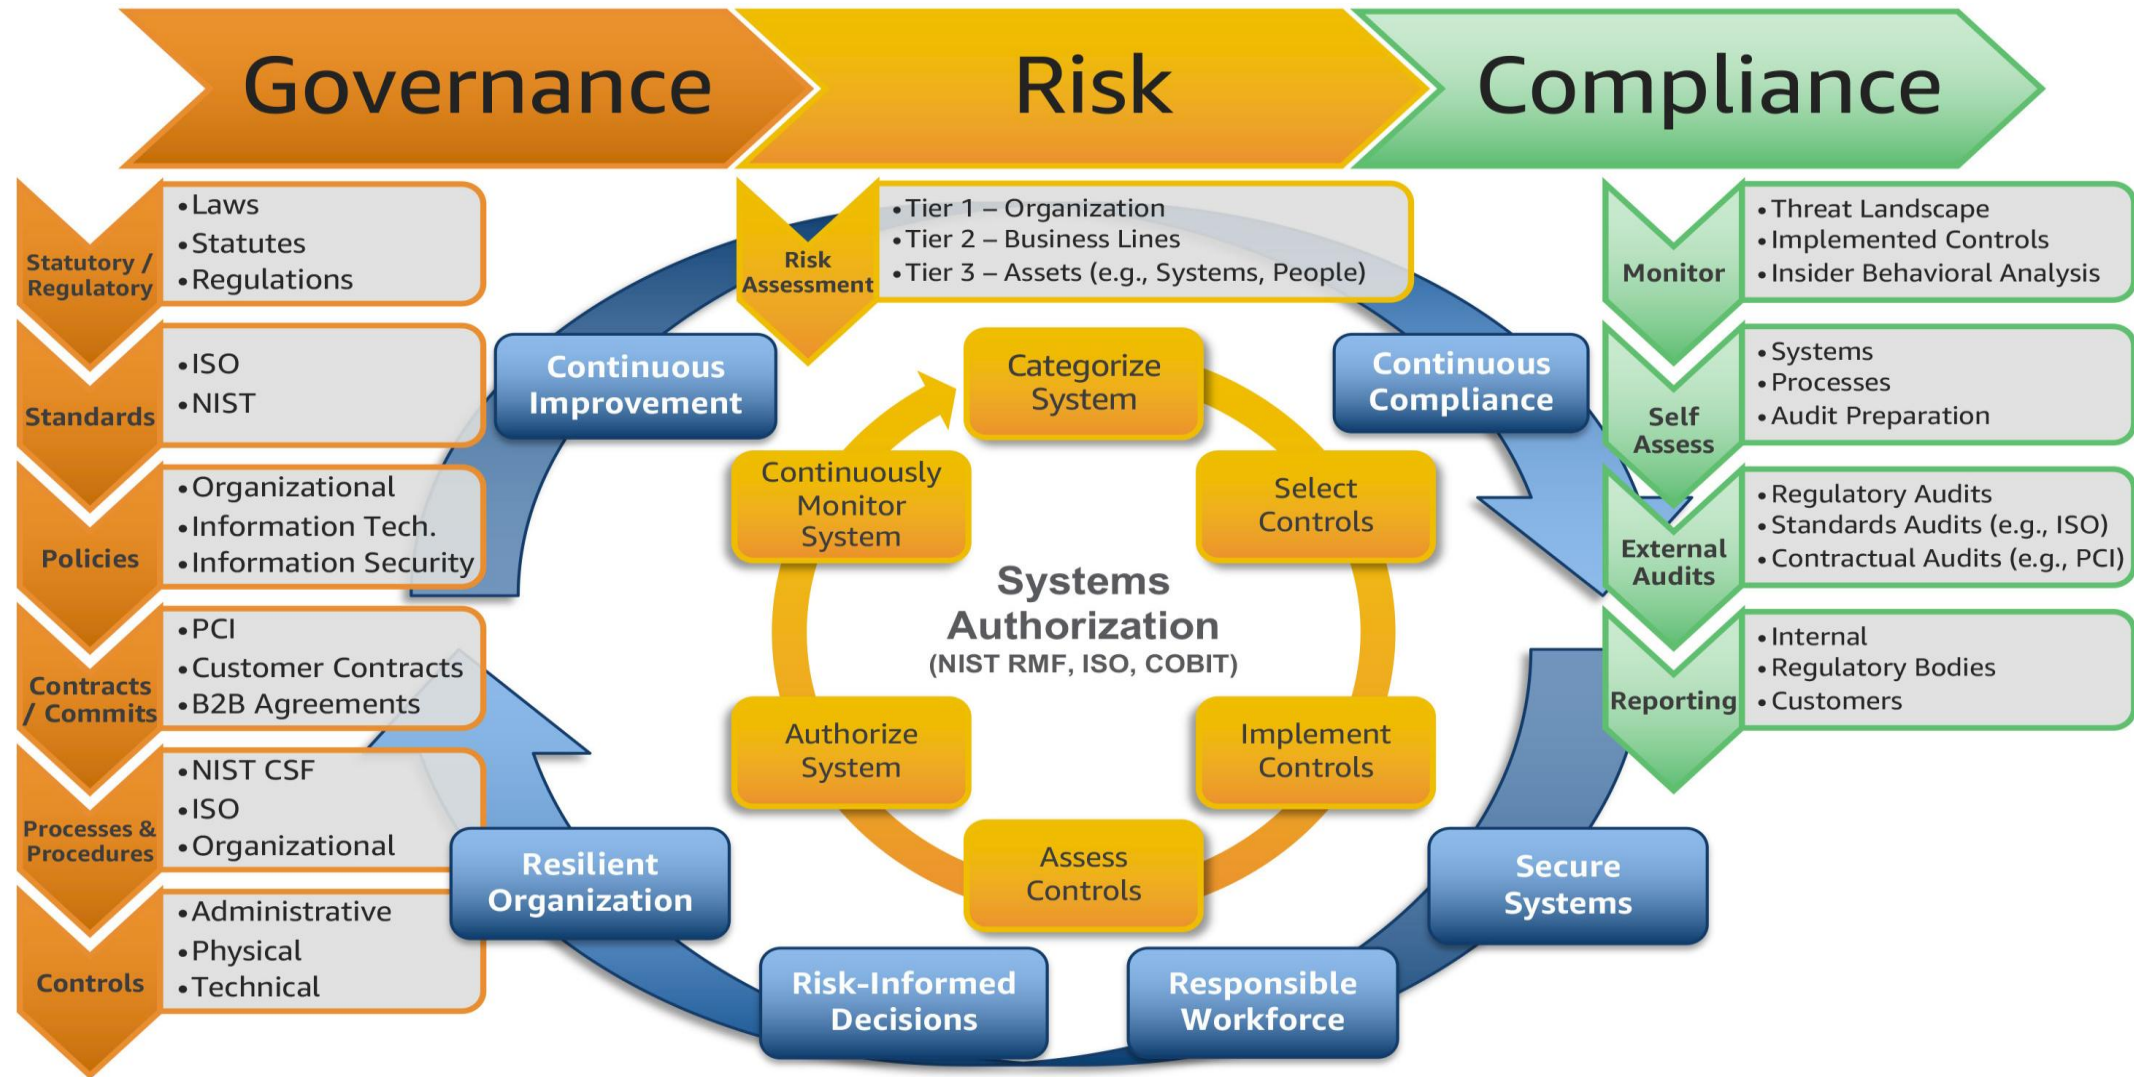 Governance
Risk
Compliance
Statutory /
Regulatory
•Laws
•Statutes
•Regulations
Standards
•ISO
•NIST
Policies
•Organizational
•Information Tech.
•Information Security
Contracts
/ Commits
•PCI
•Customer Contracts
•B2B Agreements
Processes &
Procedures
•NIST CSF
•ISO
•Organizational
Controls
•Administrative
•Physical
•Technical
Risk
Assessment
•Tier 1 – Organization
•Tier 2 – Business Lines
•Tier 3 – Assets (e.g., Systems, People)
Continuous
Improvement
Continuous
Compliance
Categorize
System
Select
Controls
Implement
Controls
Assess
Controls
Authorize
System
Continuously
Monitor
System
Systems
Authorization
(NIST RMF, ISO, COBIT)
Secure
Systems
Responsible
Workforce
Risk-Informed
Decisions
Resilient
Organization
Monitor
•Threat Landscape
•Implemented Controls
•Insider Behavioral Analysis
Self
Assess
•Systems
•Processes
•Audit Preparation
External
Audits
•Regulatory Audits
•Standards Audits (e.g., ISO)
•Contractual Audits (e.g., PCI)
Reporting
•Internal
•Regulatory Bodies
•Customers